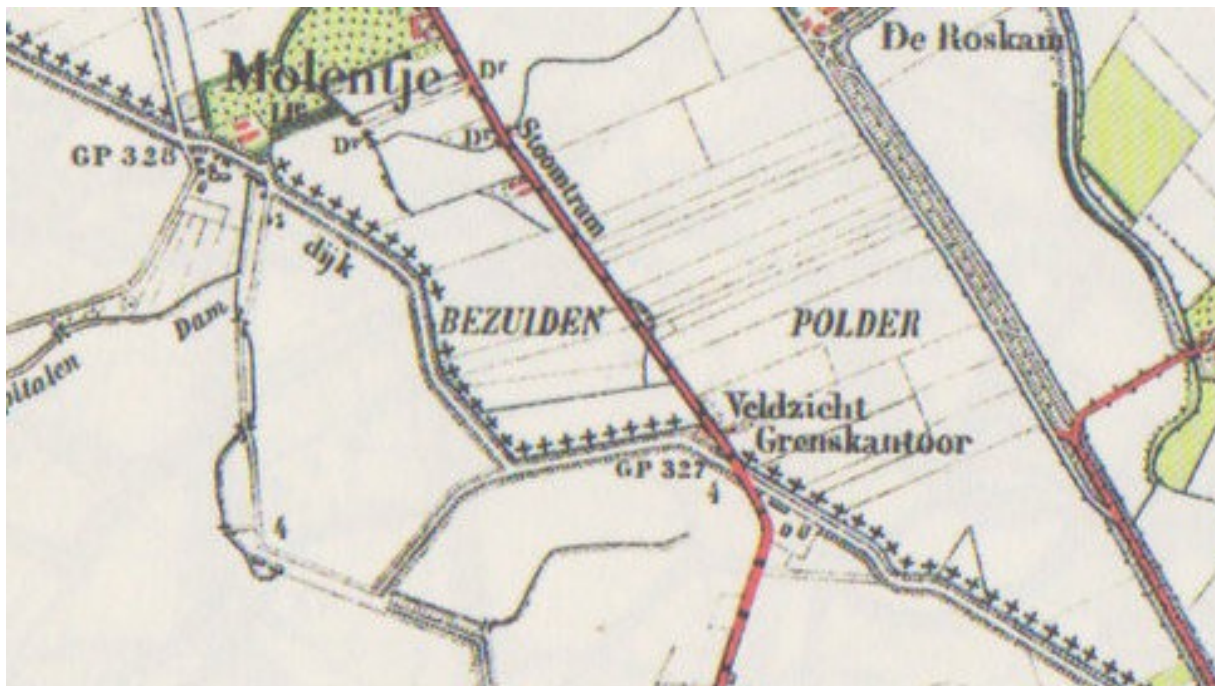 De Roskam
Molentje
Dr
GP 328
Dr
Dr
Stoomtram
dijk
Dam
BEZUIDEN POLDER
Veldzicht
Grenskantoor
GP 327